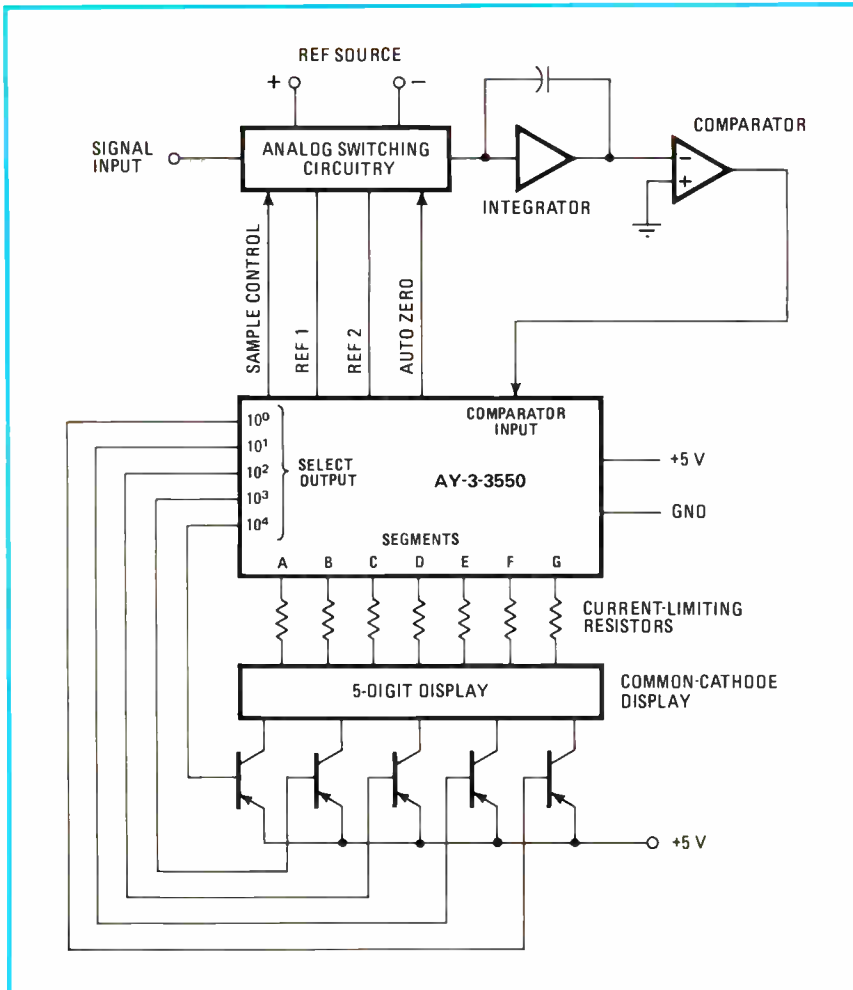 REF SOURCE
+ −
SIGNAL
INPUT
ANALOG SWITCHING
CIRCUITRY
INTEGRATOR
COMPARATOR
−
+
SAMPLE CONTROL
REF 1
REF 2
AUTO ZERO
10⁰
10¹
10²
10³
10⁴
SELECT
OUTPUT
COMPARATOR
INPUT
AY-3-3550
+5 V
GND
SEGMENTS
A B C D E F G
CURRENT-LIMITING
RESISTORS
5-DIGIT DISPLAY
COMMON-CATHODE
DISPLAY
+5 V